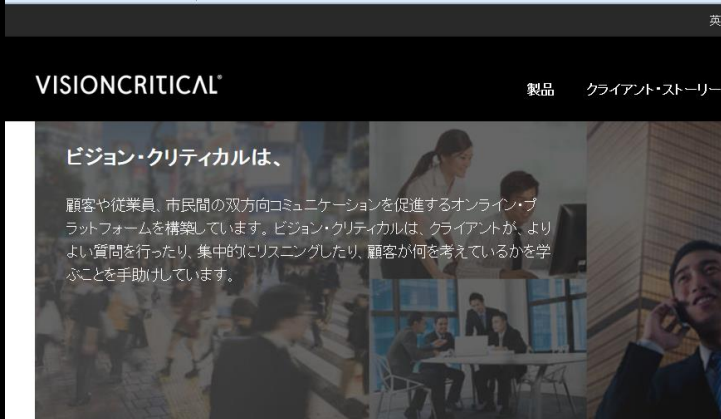 英
VISIONCRITICAL®
製品 クライアント・ストーリー
ビジョン・クリティカルは、
顧客や従業員、市民間の双方向コミュニケーションを促進するオンライン・プ
ラットフォームを構築しています。ビジョン・クリティカルは、クライアントが、より
よい質問を行ったり、集中的にリスニングしたり、顧客が何を考えているかを学
ぶことを手助けしています。